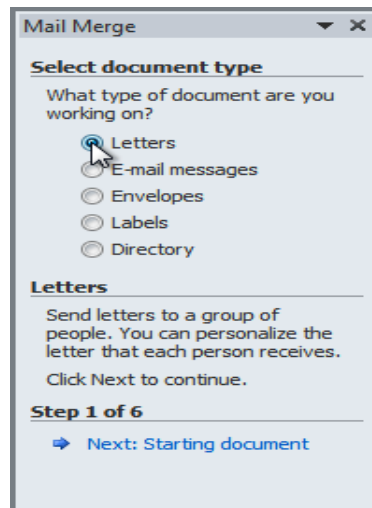 Mail Merge
Select document type
What type of document are you
working on?
Letters
E-mail messages
Envelopes
Labels
Directory
Letters
Send letters to a group of
people. You can personalize the
letter that each person receives.
Click Next to continue.
Step 1 of 6
Next: Starting document